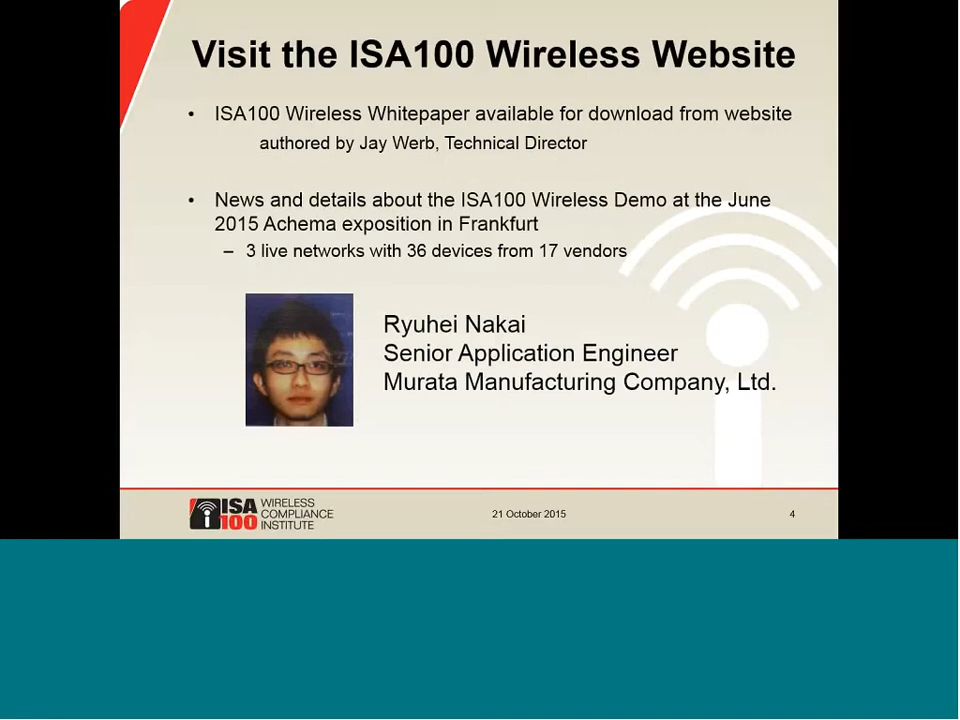 Visit the ISA100 Wireless Website
• ISA100 Wireless Whitepaper available for download from website
authored by Jay Werb, Technical Director
• News and details about the ISA100 Wireless Demo at the June
2015 Achema exposition in Frankfurt
– 3 live networks with 36 devices from 17 vendors
Ryuhei Nakai
Senior Application Engineer
Murata Manufacturing Company, Ltd.
ISA
100
WIRELESS
COMPLIANCE
INSTITUTE
21 October 2015
4